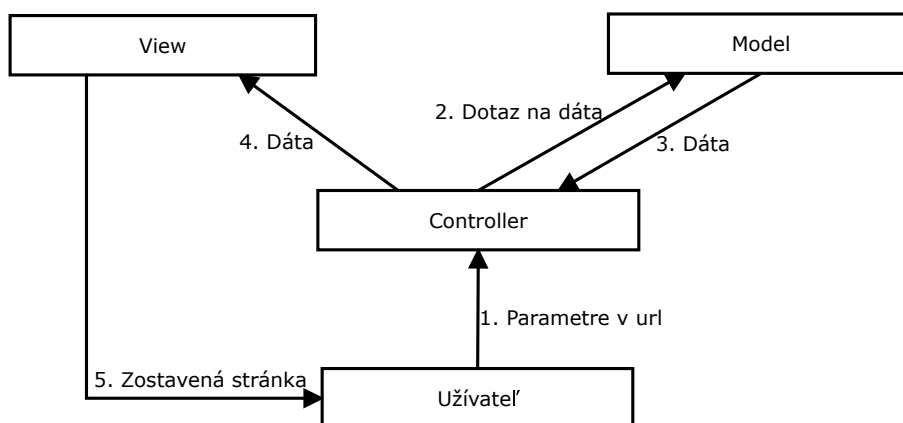 View
Model
2. Dotaz na dáta
4. Dáta
3. Dáta
Controller
1. Parametre v url
5. Zostavená stránka
Užívateľ